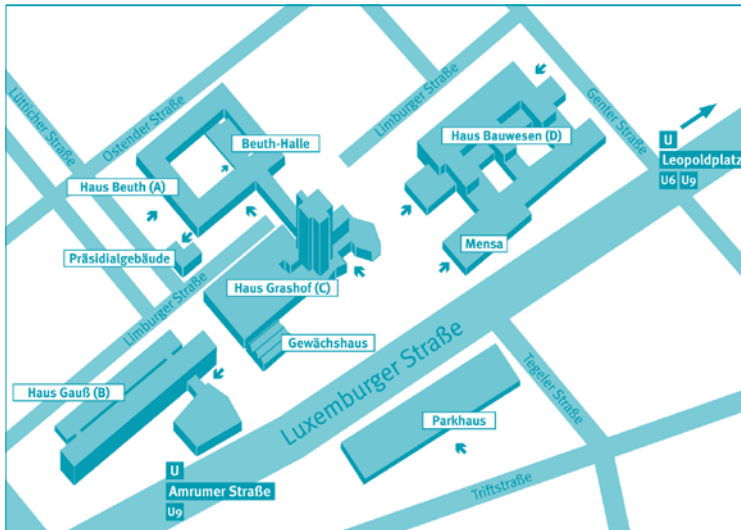 Lütticher Straße
Ostender Straße
Limburger Straße
Genter Straße
Beuth-Halle
Haus Bauwesen (D)
U
Leopoldplatz
U6 U9
Haus Beuth (A)
Präsidialgebäude
Mensa
Haus Grashof (C)
Limburger Straße
Gewächshaus
Luxemburger Straße
Haus Gauß (B)
Tegeler Straße
Parkhaus
U
Amrumer Straße
U9
Triftstraße